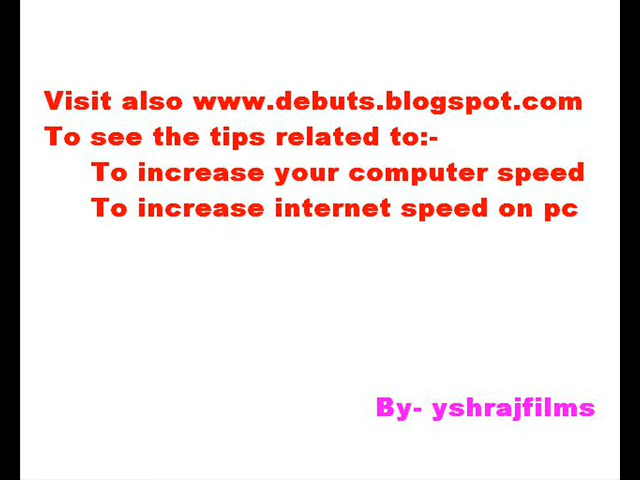 Visit also www.debuts.blogspot.com
To see the tips related to:-
To increase your computer speed
To increase internet speed on pc
By- yshrajfilms